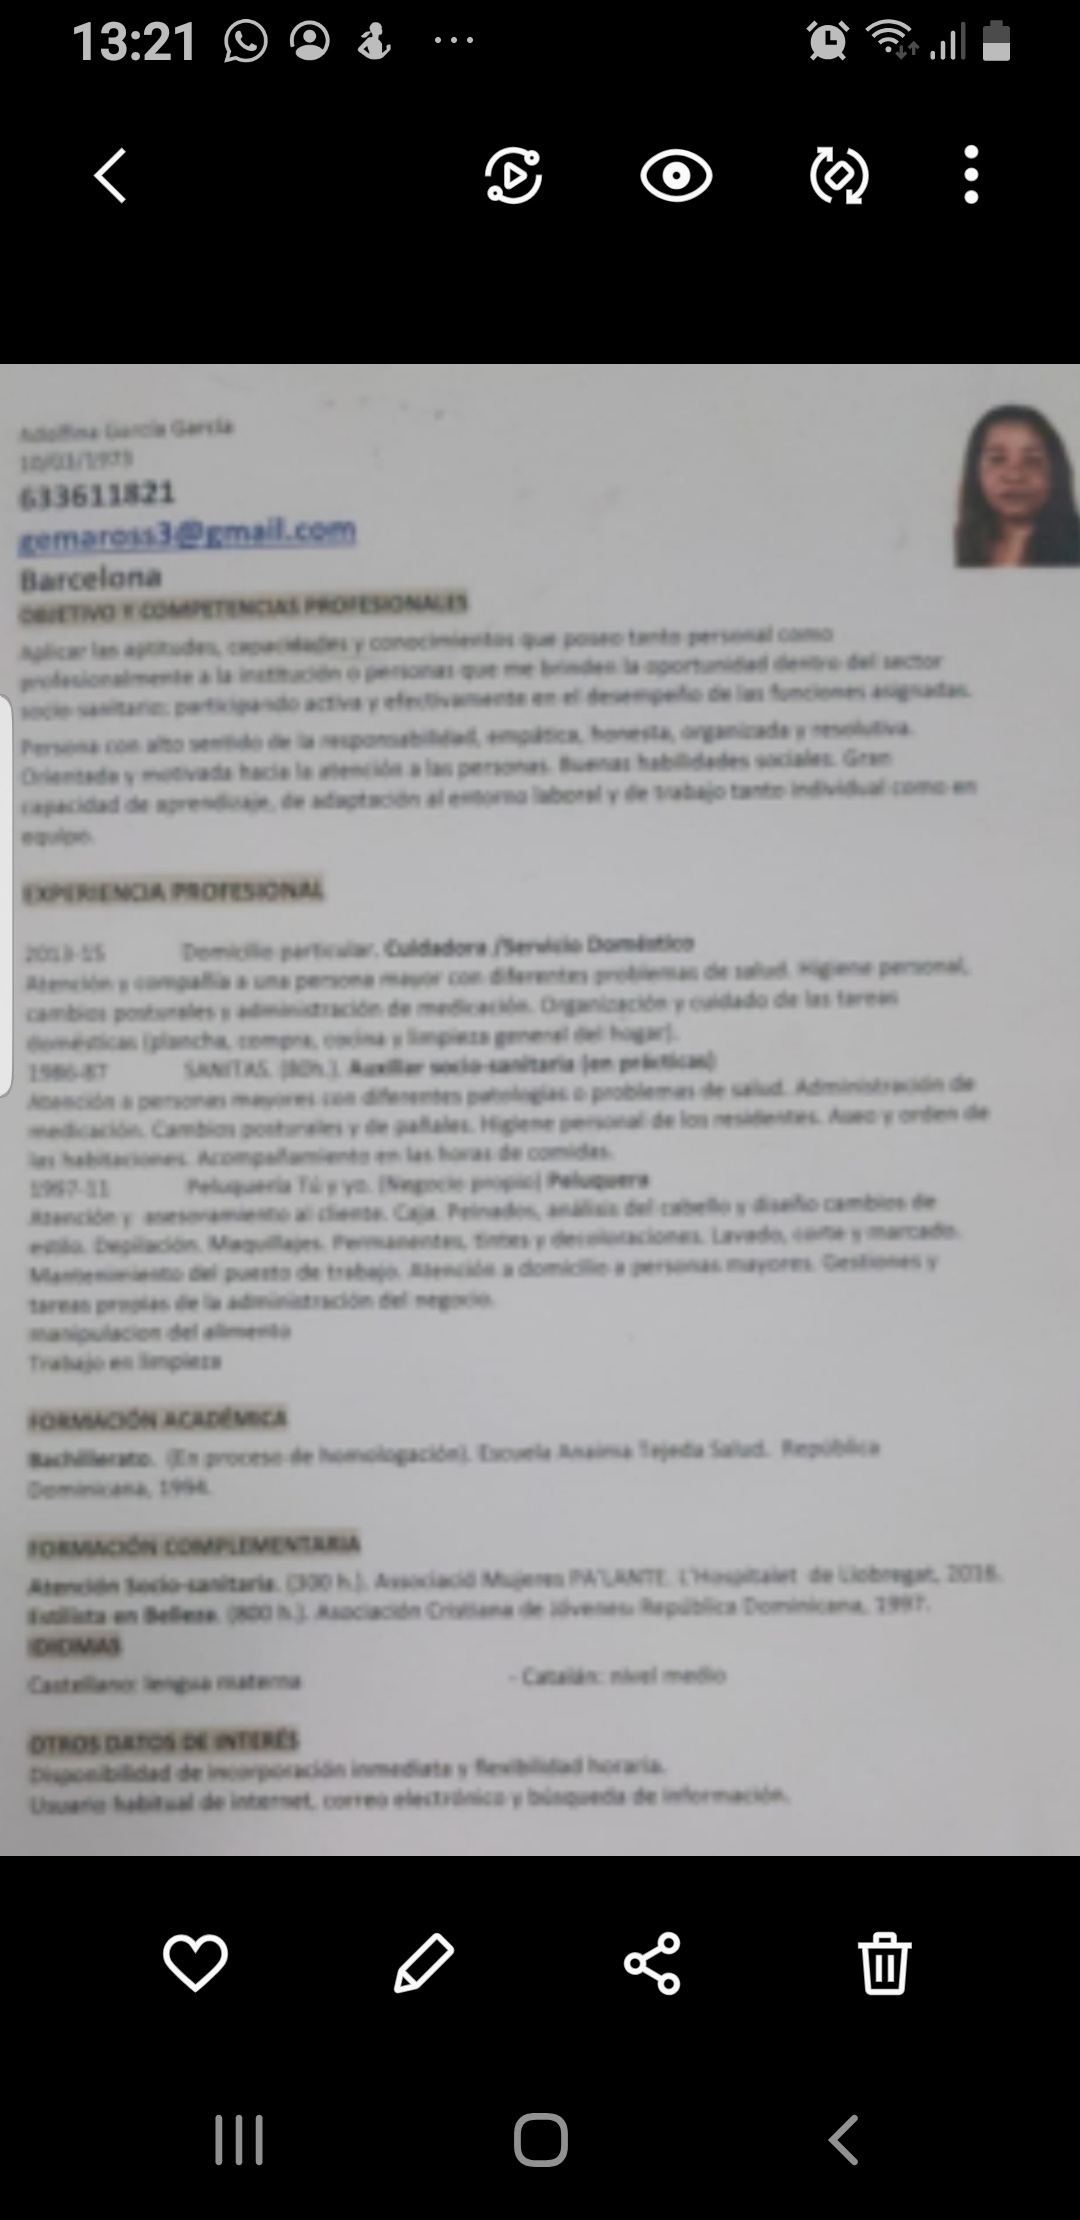 13:21
Adolfina García García
10/03/1973
633611821
gemaross3@gmail.com
Barcelona
OBJETIVO Y COMPETENCIAS PROFESIONALES
Aplicar las aptitudes, capacidades y conocimientos que poseo tanto personal como
profesionalmente a la institución o personas que me brinden la oportunidad dentro del sector
socio-sanitario; participando activa y efectivamente en el desempeño de las funciones asignadas.
Persona con alto sentido de la responsabilidad, empática, honesta, organizada y resolutiva.
Orientada y motivada hacia la atención a las personas. Buenas habilidades sociales. Gran
capacidad de aprendizaje, de adaptación al entorno laboral y de trabajo tanto individual como en
equipo.
EXPERIENCIA PROFESIONAL
2013-15 Domicilio particular. Cuidadora /Servicio Doméstico
Atención y compañía a una persona mayor con diferentes problemas de salud. Higiene personal,
cambios posturales y administración de medicación. Organización y cuidado de las tareas
domésticas (plancha, compra, cocina y limpieza general del hogar).
1986-87 SANITAS. (80h.). Auxiliar socio-sanitaria (en prácticas)
Atención a personas mayores con diferentes patologías o problemas de salud. Administración de
medicación. Cambios posturales y de pañales. Higiene personal de los residentes. Aseo y orden de
las habitaciones. Acompañamiento en las horas de comidas.
1997-11 Peluquería Tú y yo. (Negocio propio) Peluquera
Atención y asesoramiento al cliente. Caja. Peinados, análisis del cabello y diseño cambios de
estilo. Depilación. Maquillajes. Permanentes, tintes y decoloraciones. Lavado, corte y marcado.
Mantenimiento del puesto de trabajo. Atención a domicilio a personas mayores. Gestiones y
tareas propias de la administración del negocio.
manipulacion del alimento
Trabajo en limpieza
FORMACIÓN ACADÉMICA
Bachillerato. (En proceso de homologación). Escuela Anaima Tejeda Salud. República
Dominicana, 1994.
FORMACIÓN COMPLEMENTARIA
Atención Socio-sanitaria. (300 h.). Associació Mujeres PA'LANTE. L'Hospitalet de Llobregat, 2016.
Estilista en Belleza. (800 h.). Asociación Cristiana de Jóvenes. República Dominicana, 1997.
IDIOMAS
Castellano: lengua materna - Catalán: nivel medio
OTROS DATOS DE INTERÉS
Disponibilidad de incorporación inmediata y flexibilidad horaria.
Usuario habitual de internet, correo electrónico y búsqueda de información.